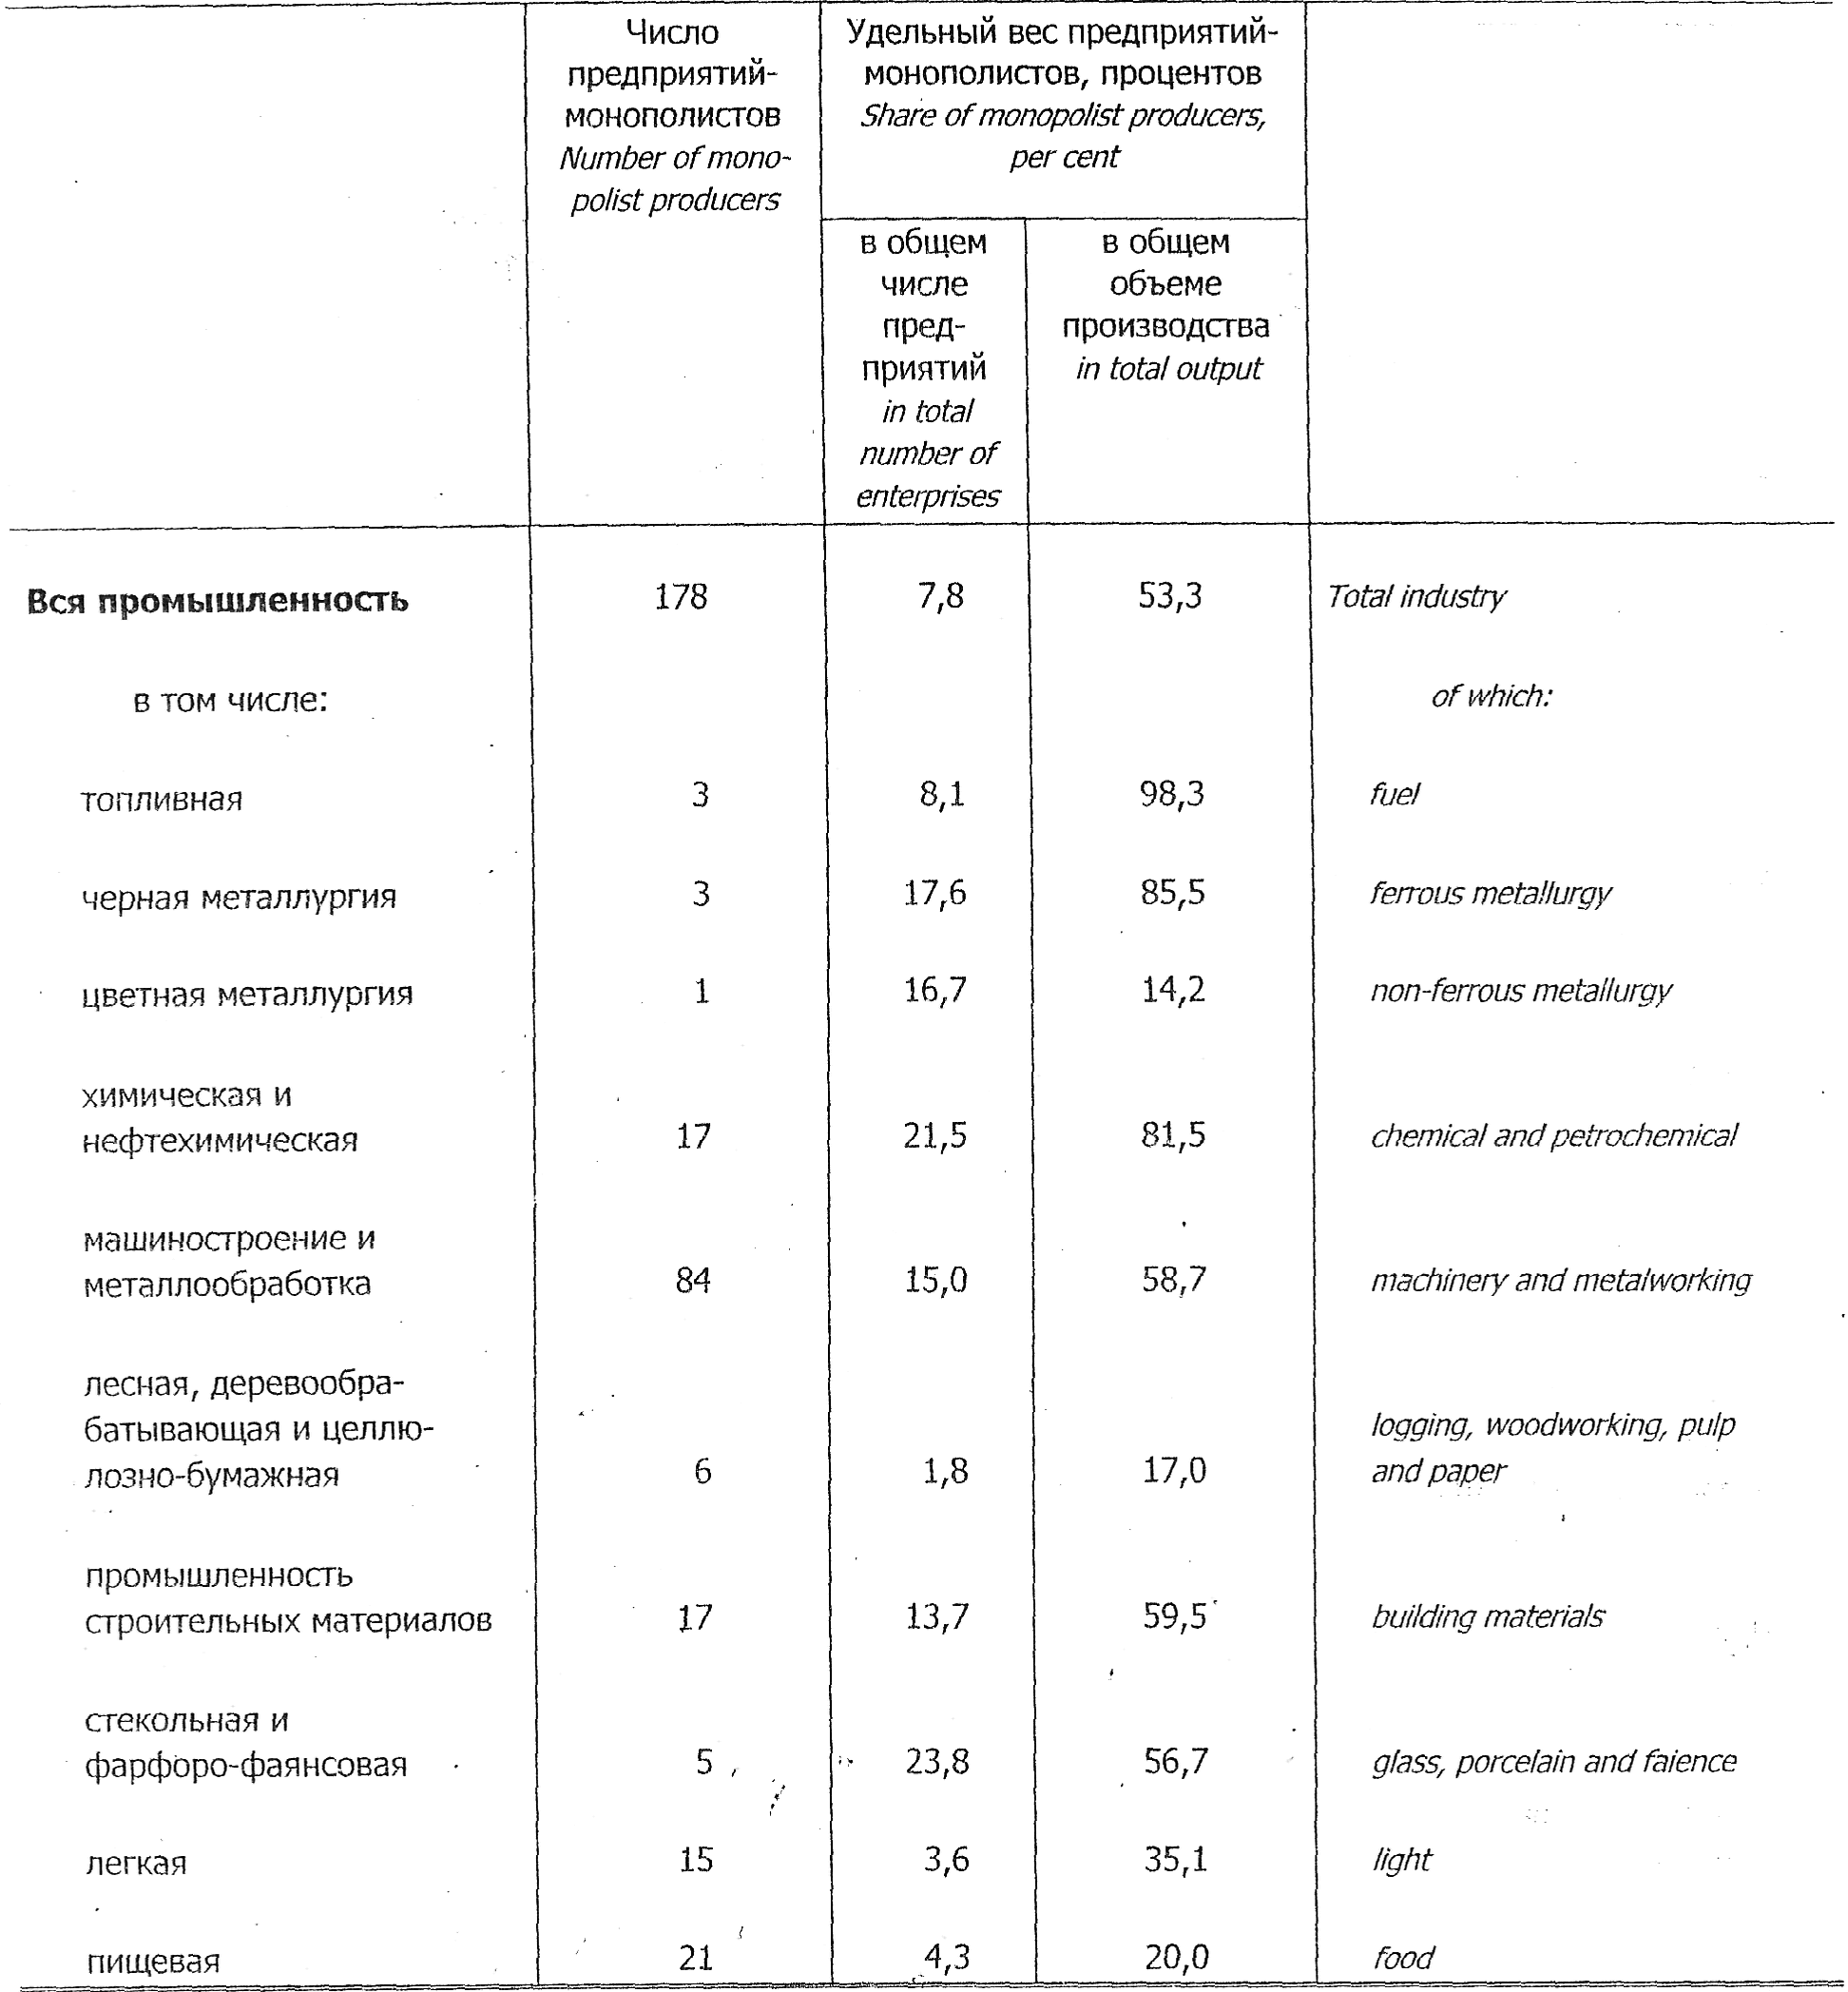 Число
предприятий-
монополистов
Number of mono-
polist producers
Удельный вес предприятий-
монополистов, процентов
Share of monopolist producers,
per cent
в общем
числе
пред-
приятий
in total
number of
enterprises
в общем
объеме
производства
in total output
Вся промышленность 178 7,8 53,3 Total industry
в том числе: of which:
топливная 3 8,1 98,3 fuel
черная металлургия 3 17,6 85,5 ferrous metallurgy
цветная металлургия 1 16,7 14,2 non-ferrous metallurgy
химическая и
нефтехимическая 17 21,5 81,5 chemical and petrochemical
машиностроение и
металлообработка 84 15,0 58,7 machinery and metalworking
лесная, деревообра-
батывающая и целлю- logging, woodworking, pulp
лозно-бумажная 6 1,8 17,0 and paper
промышленность
строительных материалов 17 13,7 59,5 building materials
стекольная и
фарфоро-фаянсовая 5 23,8 56,7 glass, porcelain and faience
легкая 15 3,6 35,1 light
пищевая 21 4,3 20,0 food